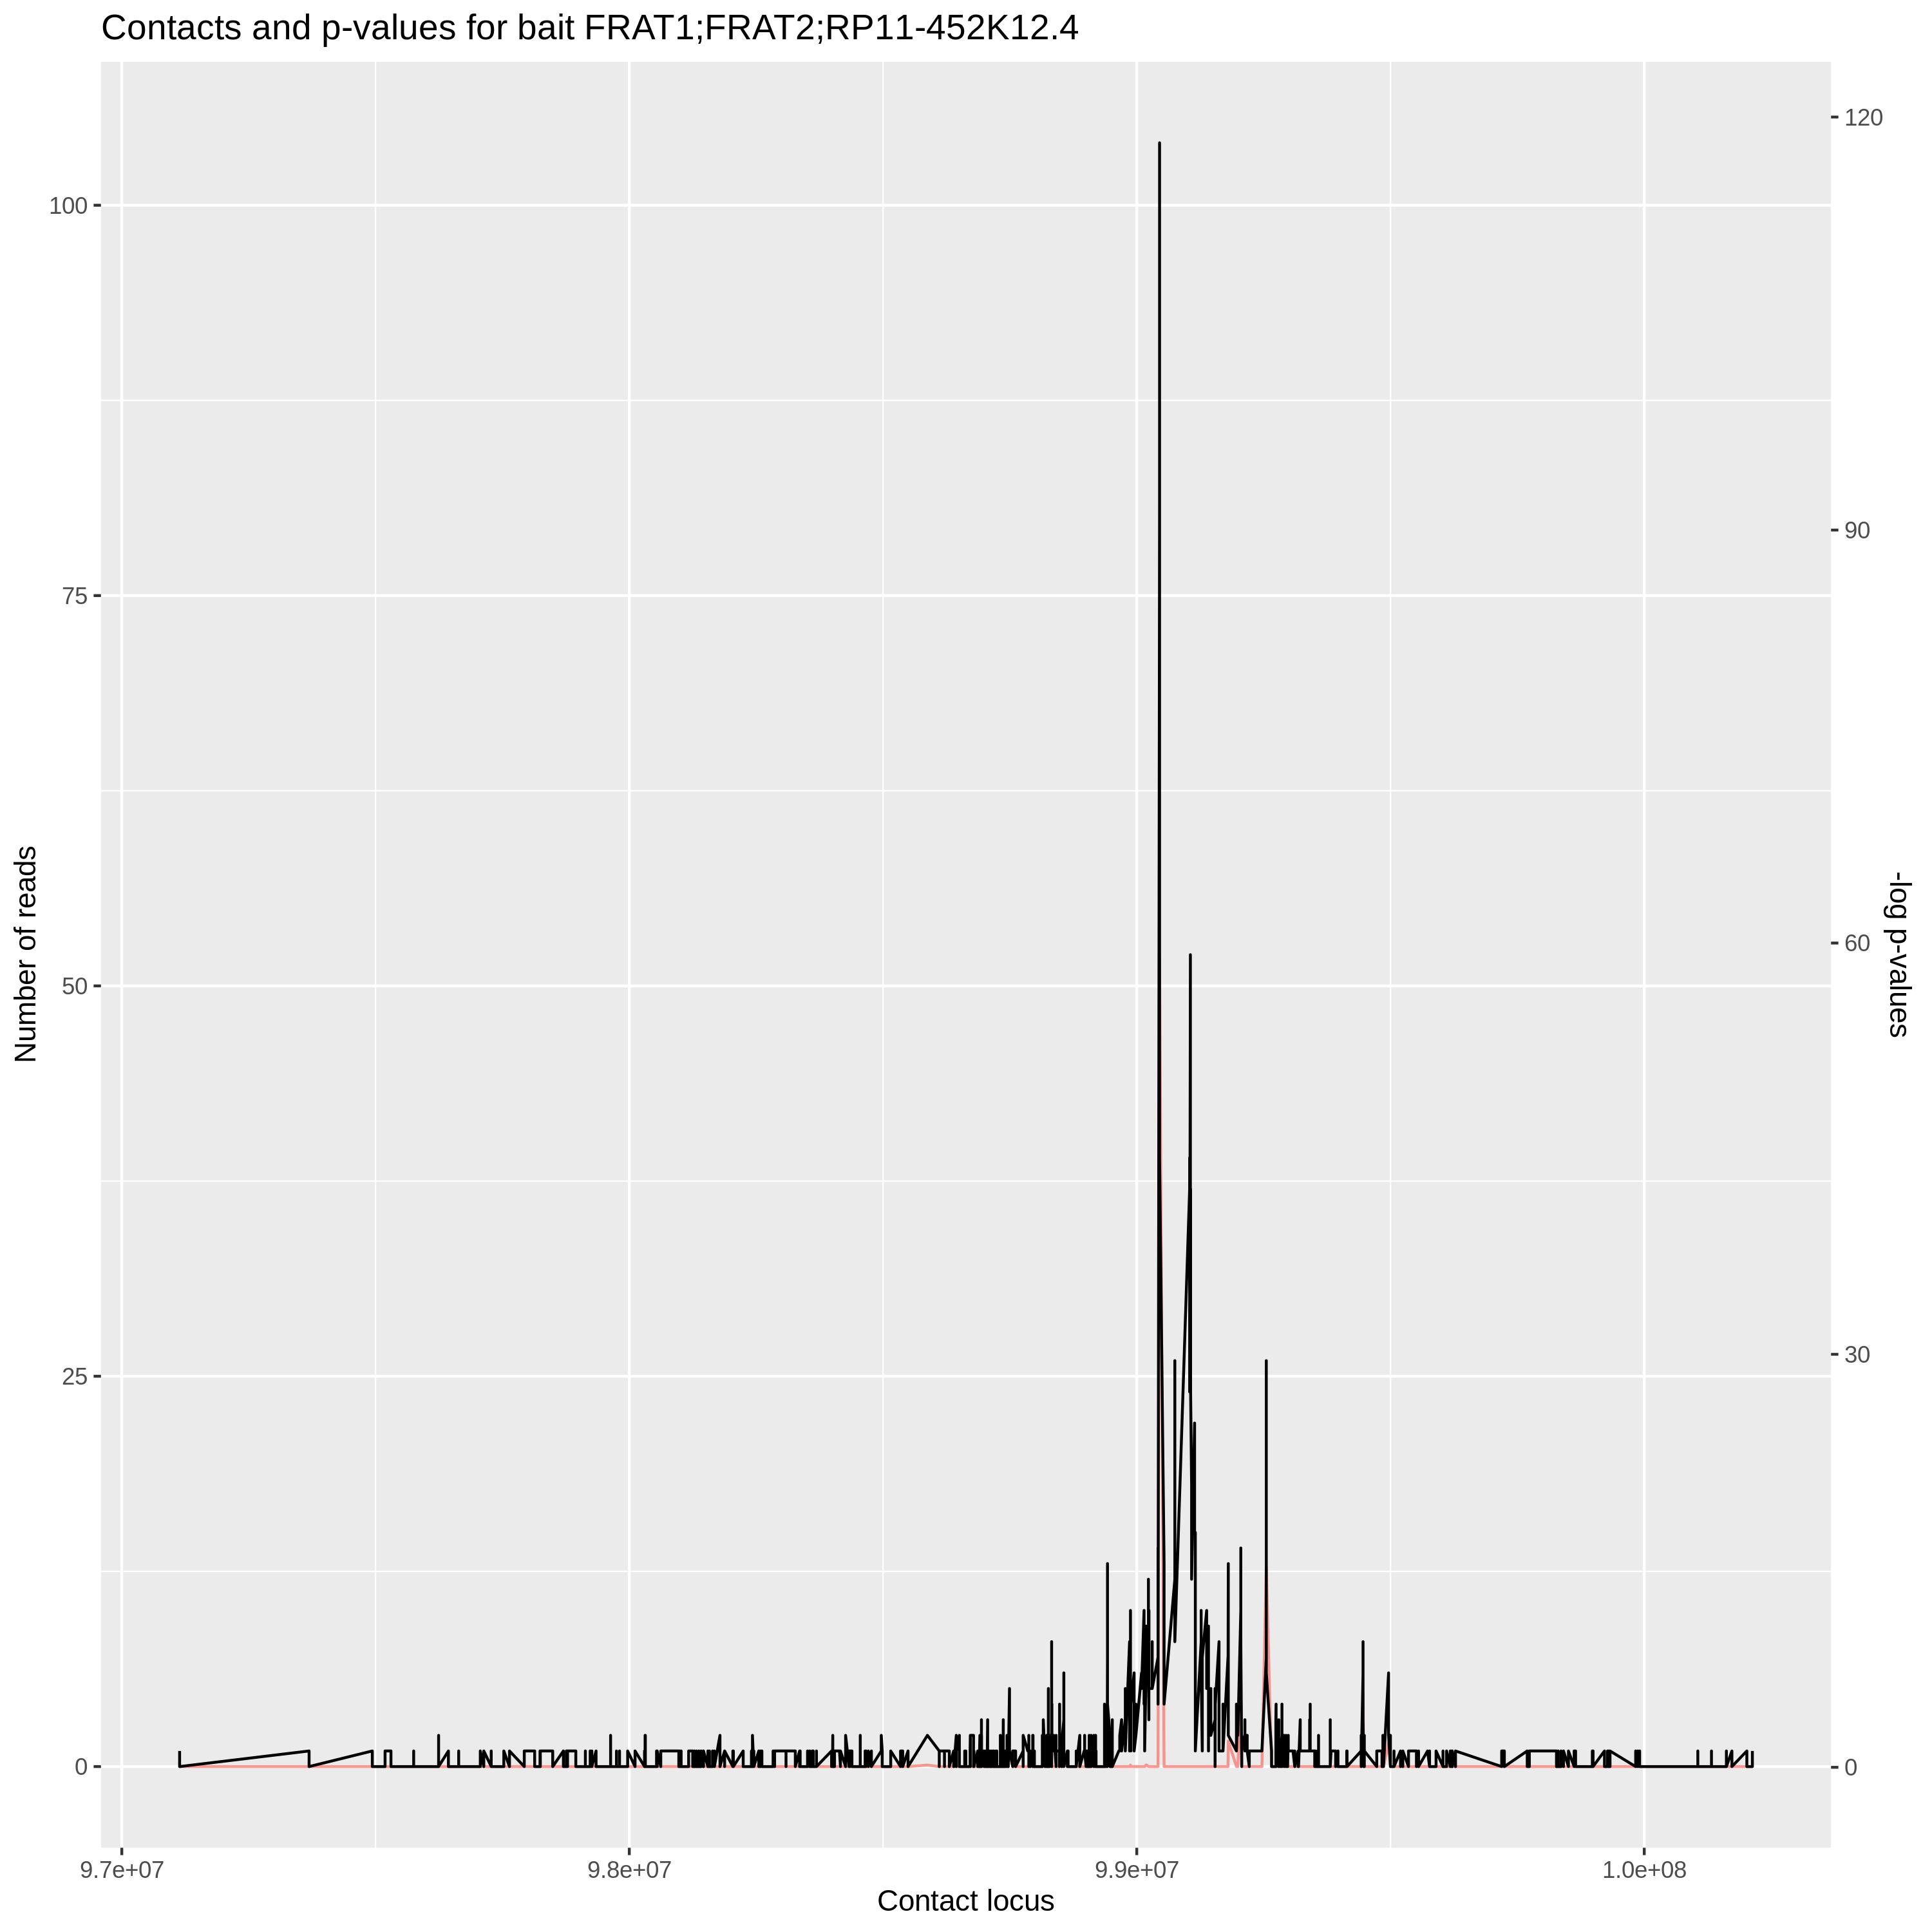 Contacts and p-values for bait FRAT1;FRAT2;RP11-452K12.4
120
100
90
75
60
50
30
25
0
0
Number of reads
-log p-values
9.7e+07
9.8e+07
9.9e+07
1.0e+08
Contact locus